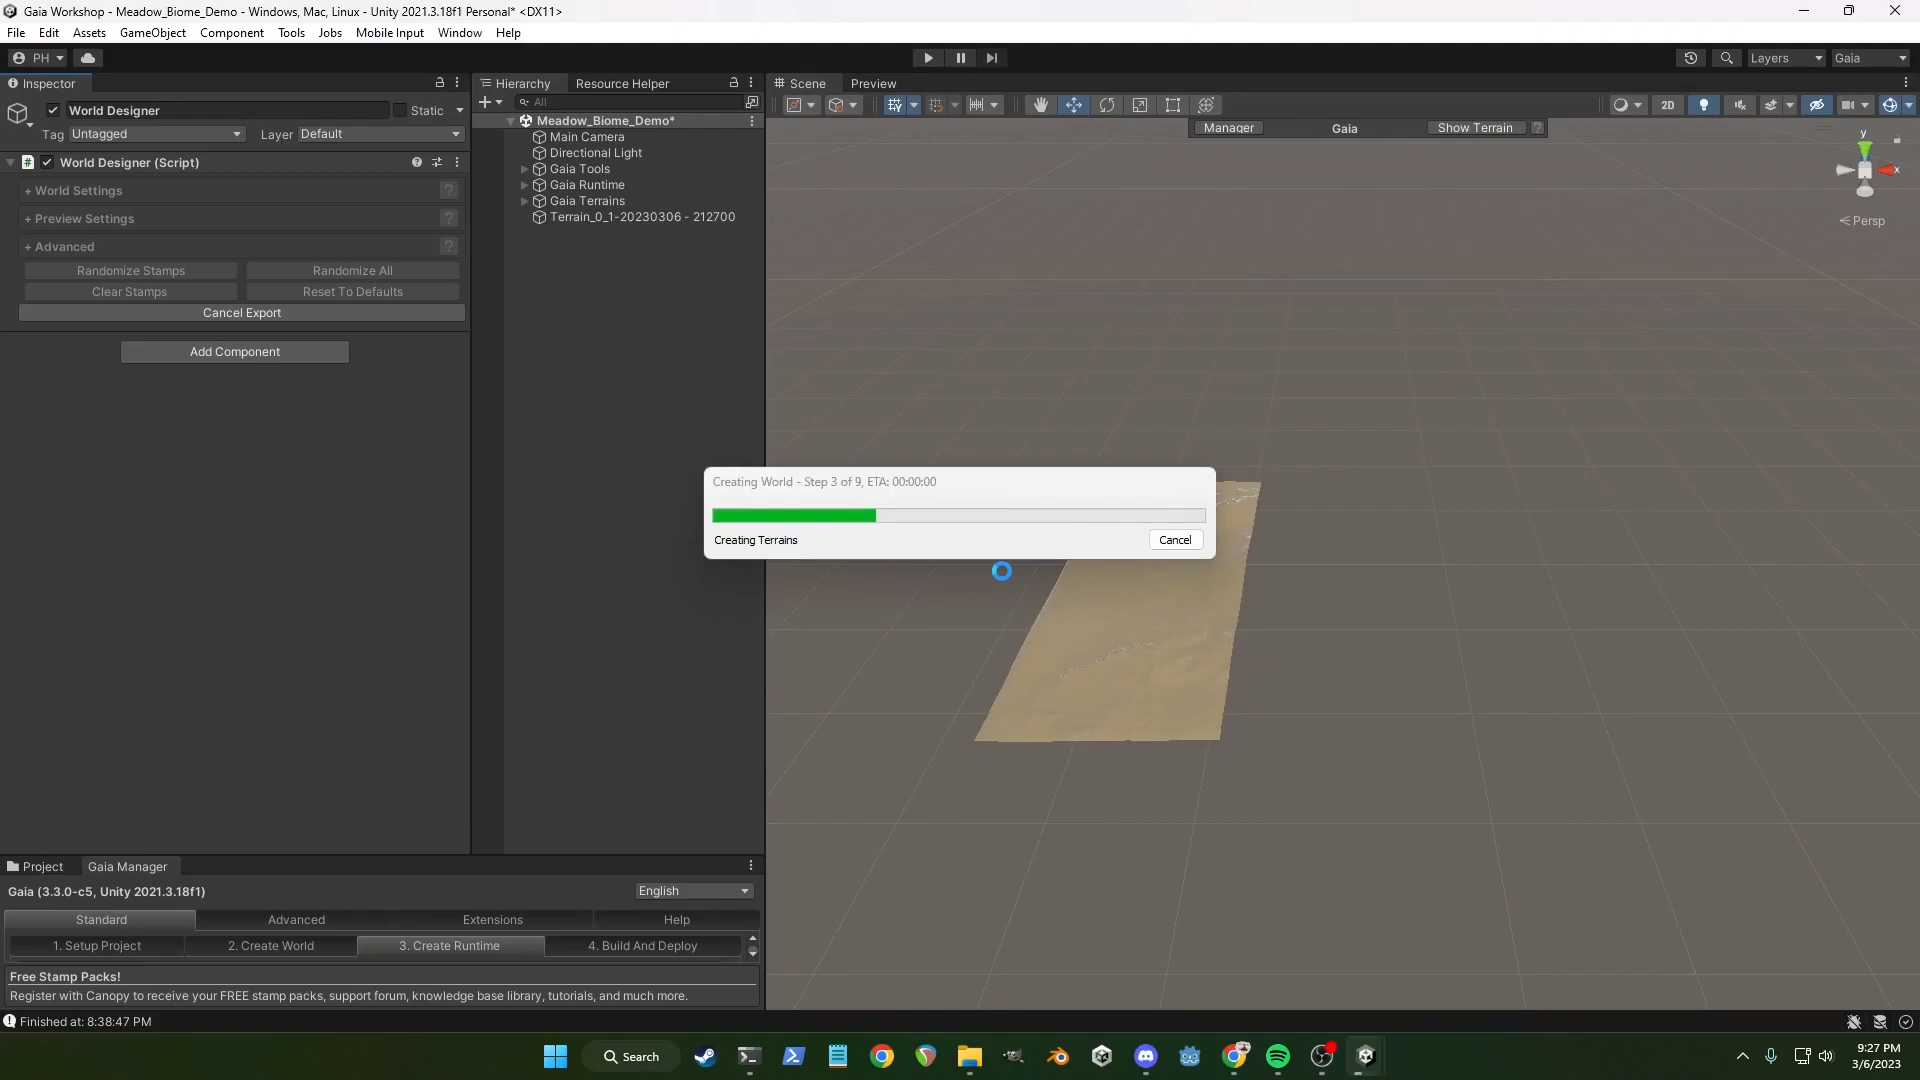 Gaia Workshop - Meadow_Biome_Demo - Windows, Mac, Linux - Unity 2021.3.18f1 Personal* <DX11>
File Edit Assets GameObject Component Tools Jobs Mobile Input Window Help
PH Layers Gaia
Inspector
World Designer Static
Tag Untagged Layer Default
# World Designer (Script)
+ World Settings ?
+ Preview Settings ?
+ Advanced ?
Randomize Stamps Randomize All
Clear Stamps Reset To Defaults
Cancel Export
Add Component
Hierarchy Resource Helper
All
Meadow_Biome_Demo*
Main Camera
Directional Light
Gaia Tools
Gaia Runtime
Gaia Terrains
Terrain_0_1-20230306 - 212700
Scene Preview
2D
Manager Gaia Show Terrain ?
y
x
Persp
Creating World - Step 3 of 9, ETA: 00:00:00
Creating Terrains Cancel
Project Gaia Manager
Gaia (3.3.0-c5, Unity 2021.3.18f1) English
Standard Advanced Extensions Help
1. Setup Project 2. Create World 3. Create Runtime 4. Build And Deploy
Free Stamp Packs!
Register with Canopy to receive your FREE stamp packs, support forum, knowledge base library, tutorials, and much more.
Finished at: 8:38:47 PM
Search
9:27 PM
3/6/2023